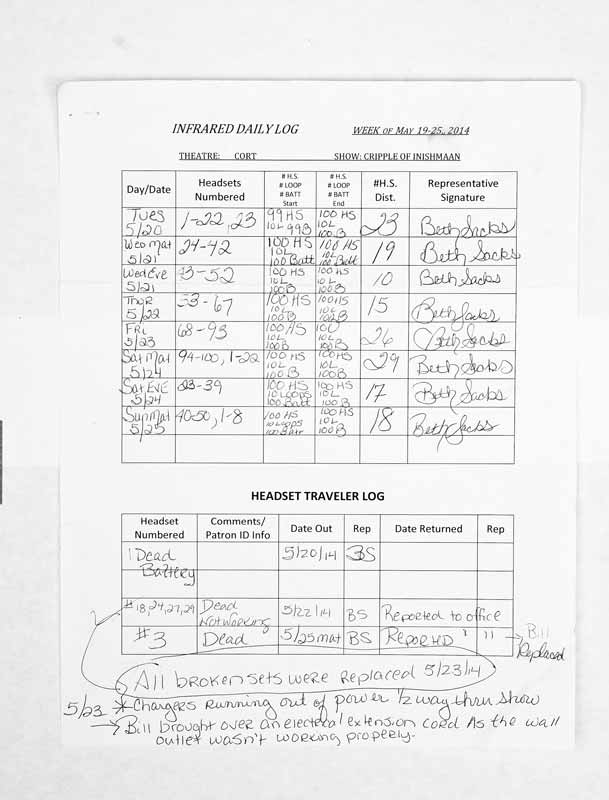 INFRARED DAILY LOG WEEK OF MAY 19-25, 2014
THEATRE: CORT SHOW: CRIPPLE OF INISHMAAN
Day/Date Headsets Numbered # H.S. # LOOP # BATT Start # H.S. # LOOP # BATT End #H.S. Dist. Representative Signature
Tues 5/20 1-22, 23 99 HS 10L 99B 100 HS 10L 100B 23 Beth Sacks
Wed Mat 5/21 24-42 100 HS 10L 100 Batt 100 HS 10L 100 Batt 19 Beth Sacks
Wed Eve 5/21 43-52 100 HS 10L 100B 100 HS 10L 100B 10 Beth Sacks
Thur 5/22 53-67 100 HS 10L 100B 100 HS 10L 100B 15 Beth Sacks
Fri 5/23 68-93 100 HS 10L 100B 100 10L 100B 26 Beth Sacks
Sat Mat 5/24 94-100, 1-22 100 HS 10L 100B 100 HS 10L 100B 29 Beth Sacks
Sat EVE 5/24 23-39 100 HS 10 LOOPS 100 Batt 100 HS 10L 100B 17 Beth Sacks
Sun Mat 5/25 40-50, 1-8 100 HS 10 LOOPS 100 Batt 100 HS 10L 100B 18 Beth Sacks
HEADSET TRAVELER LOG
Headset Numbered Comments/ Patron ID Info Date Out Rep Date Returned Rep
1 Dead Battery 5/20/14 BS
#18,24,27,29 Dead Not Working 5/22/14 BS Reported to office
#3 Dead 5/25 mat BS REPORTED " " → Bill Replaced
All broken sets were Replaced 5/23/14
5/23 * Chargers Running out of power 1/2 way thru show
→ Bill brought over an electrical extension cord As the wall
outlet wasn't working properly.